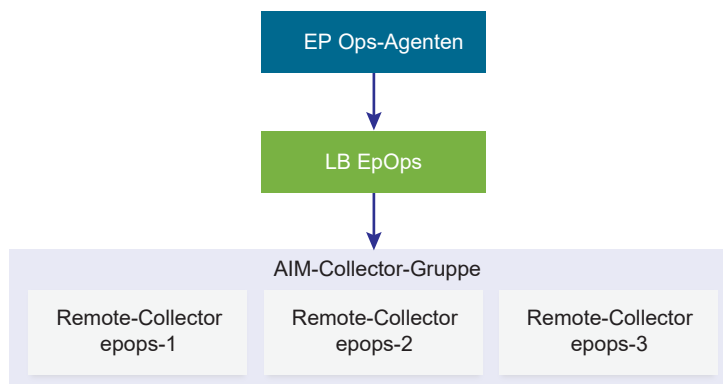 EP Ops-Agenten
LB EpOps
AIM-Collector-Gruppe
Remote-Collector
epops-1
Remote-Collector
epops-2
Remote-Collector
epops-3